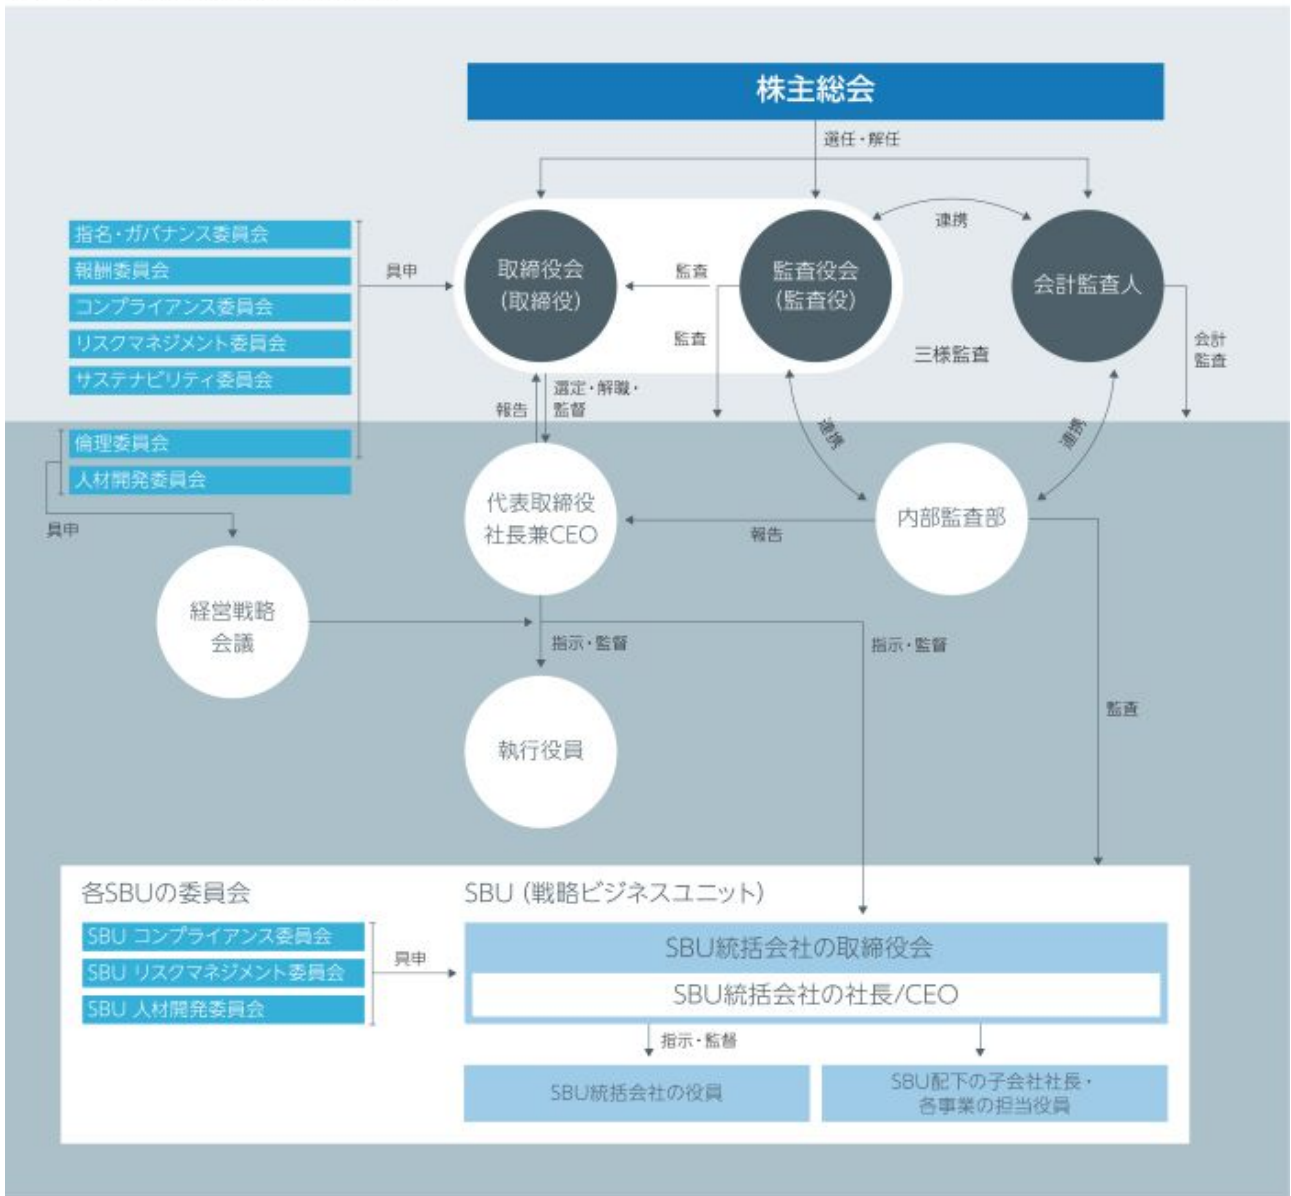 株主総会
選任・解任
指名・ガバナンス委員会
報酬委員会
コンプライアンス委員会
リスクマネジメント委員会
サステナビリティ委員会
具申
取締役会
(取締役)
監査
監査役会
(監査役)
連携
会計監査人
監査
三様監査
会計
監査
報告
選定・解職・
監督
連携
連携
倫理委員会
人材開発委員会
具申
代表取締役
社長兼CEO
報告
内部監査部
経営戦略
会議
指示・監督
指示・監督
監査
執行役員
各SBUの委員会
SBU コンプライアンス委員会
SBU リスクマネジメント委員会
SBU 人材開発委員会
具申
SBU (戦略ビジネスユニット)
SBU統括会社の取締役会
SBU統括会社の社長/CEO
指示・監督
SBU統括会社の役員
SBU配下の子会社社長・
各事業の担当役員